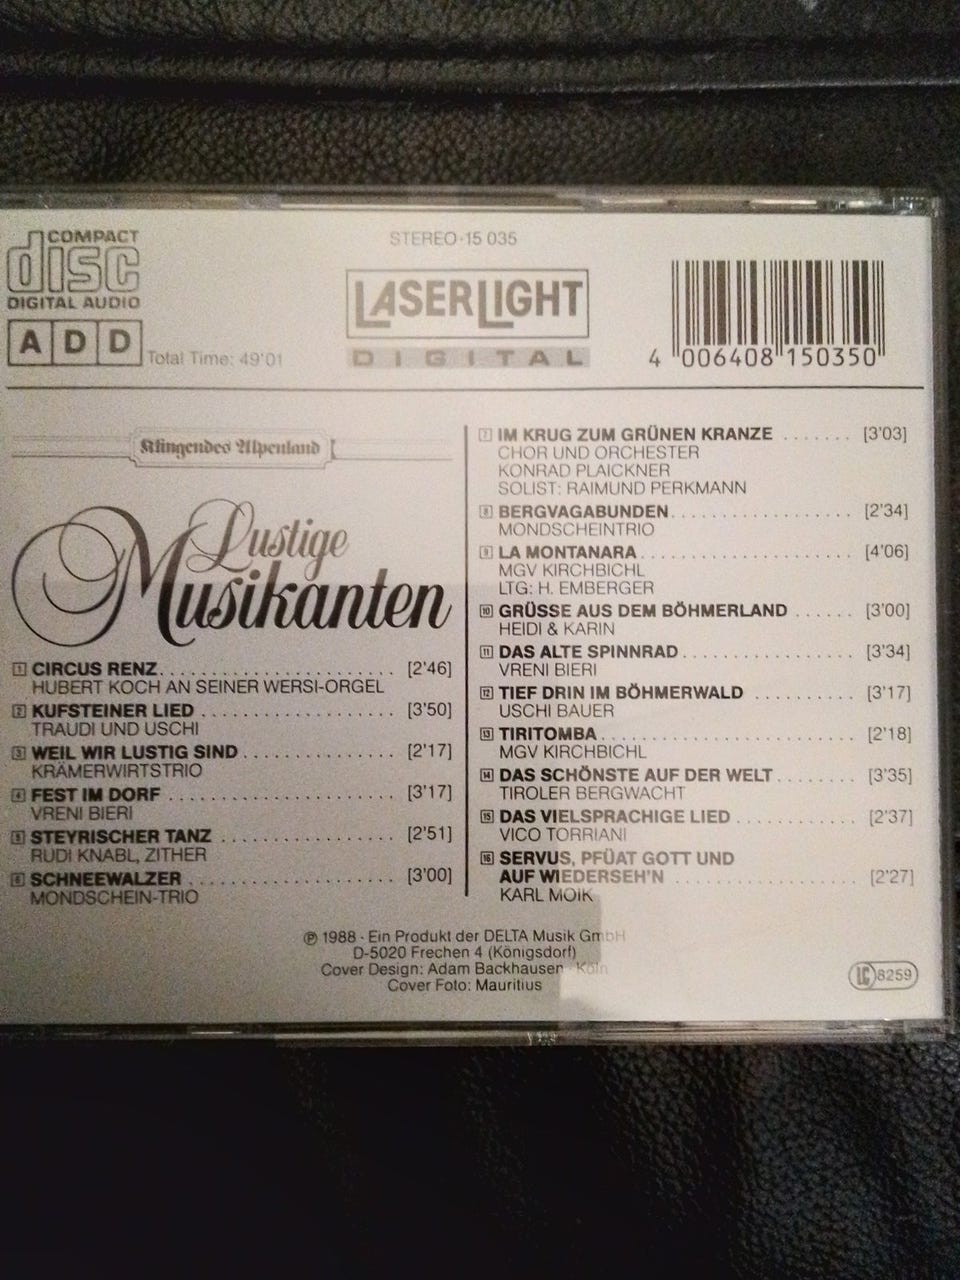 COMPACT
disc
DIGITAL AUDIO
A D D
Total Time: 49'01
STEREO·15 035
LASERLIGHT
DIGITAL
4 006408 150350
Klingendes Alpenland
Lustige
Musikanten
1 CIRCUS RENZ . . . . . . . . . . . . . . . . . . . . [2'46]
HUBERT KOCH AN SEINER WERSI-ORGEL
2 KUFSTEINER LIED . . . . . . . . . . . . . . . . . [3'50]
TRAUDI UND USCHI
3 WEIL WIR LUSTIG SIND . . . . . . . . . . . . . [2'17]
KRÄMERWIRTSTRIO
4 FEST IM DORF . . . . . . . . . . . . . . . . . . . . [3'17]
VRENI BIERI
5 STEYRISCHER TANZ . . . . . . . . . . . . . . . [2'51]
RUDI KNABL, ZITHER
6 SCHNEEWALZER . . . . . . . . . . . . . . . . . . [3'00]
MONDSCHEIN-TRIO
7 IM KRUG ZUM GRÜNEN KRANZE . . . . . . [3'03]
CHOR UND ORCHESTER
KONRAD PLAICKNER
SOLIST: RAIMUND PERKMANN
8 BERGVAGABUNDEN . . . . . . . . . . . . . . . . [2'34]
MONDSCHEINTRIO
9 LA MONTANARA . . . . . . . . . . . . . . . . . . . [4'06]
MGV KIRCHBICHL
LTG: H. EMBERGER
10 GRÜSSE AUS DEM BÖHMERLAND . . . . . . [3'00]
HEIDI & KARIN
11 DAS ALTE SPINNRAD . . . . . . . . . . . . . . . [3'34]
VRENI BIERI
12 TIEF DRIN IM BÖHMERWALD . . . . . . . . . [3'17]
USCHI BAUER
13 TIRITOMBA . . . . . . . . . . . . . . . . . . . . . . . [2'18]
MGV KIRCHBICHL
14 DAS SCHÖNSTE AUF DER WELT . . . . . . . [3'35]
TIROLER BERGWACHT
15 DAS VIELSPRACHIGE LIED . . . . . . . . . . . [2'37]
VICO TORRIANI
16 SERVUS, PFÜAT GOTT UND
AUF WIEDERSEH'N . . . . . . . . . . . . . . . . [2'27]
KARL MOIK
℗ 1988 · Ein Produkt der DELTA Musik GmbH
D-5020 Frechen 4 (Königsdorf)
Cover Design: Adam Backhausen · Köln
Cover Foto: Mauritius
LC 8259